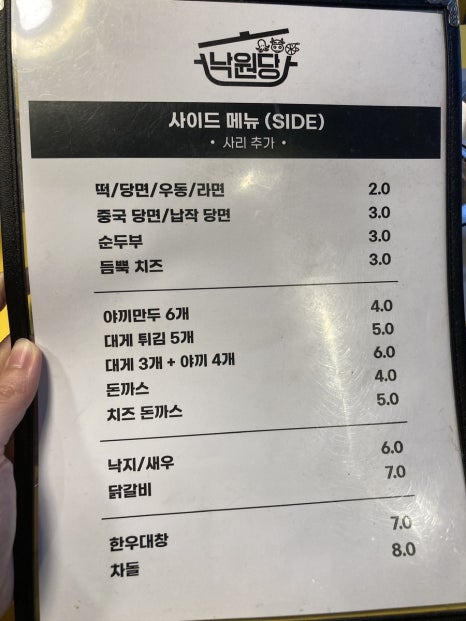 낙원당
사이드 메뉴 (SIDE)
• 사리 추가 •
떡/당면/우동/라면 2.0
중국 당면/납작 당면 3.0
순두부 3.0
듬뿍 치즈 3.0
야끼만두 6개 4.0
대게 튀김 5개 5.0
대게 3개 + 야끼 4개 6.0
돈까스 4.0
치즈 돈까스 5.0
낙지/새우 6.0
닭갈비 7.0
한우대창 7.0
차돌 8.0